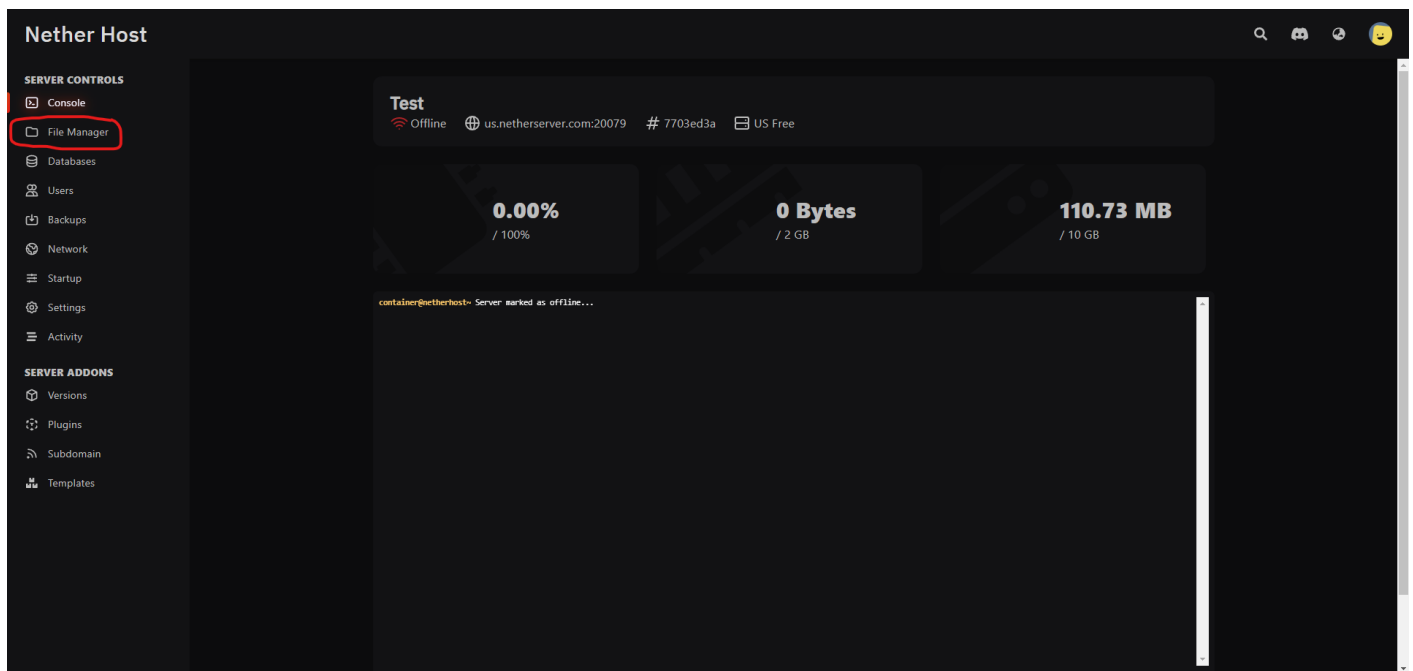 Nether Host
SERVER CONTROLS
Console
File Manager
Databases
Users
Backups
Network
Startup
Settings
Activity
SERVER ADDONS
Versions
Plugins
Subdomain
Templates
Test
Offline us.netherserver.com:20079 # 7703ed3a US Free
0.00%
/ 100%
0 Bytes
/ 2 GB
110.73 MB
/ 10 GB
container@netherhost~ Server marked as offline...